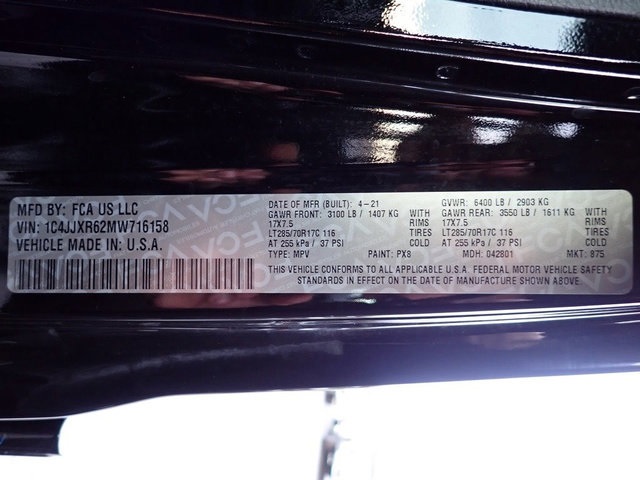 MFD BY: FCA US LLC
VIN: 1C4JJXR62MW716158
VEHICLE MADE IN: U.S.A.
DATE OF MFR (BUILT): 4-21 GVWR: 6400 LB / 2903 KG
GAWR FRONT: 3100 LB / 1407 KG WITH GAWR REAR: 3550 LB / 1611 KG WITH
17X7.5 RIMS 17X7.5 RIMS
LT285/70R17C 116 TIRES LT285/70R17C 116 TIRES
AT 255 kPa / 37 PSI COLD AT 255 kPa / 37 PSI COLD
TYPE: MPV PAINT: PX8 MDH: 042801 MKT: 875
THIS VEHICLE CONFORMS TO ALL APPLICABLE U.S.A. FEDERAL MOTOR VEHICLE SAFETY
STANDARDS IN EFFECT ON THE DATE OF MANUFACTURE SHOWN ABOVE